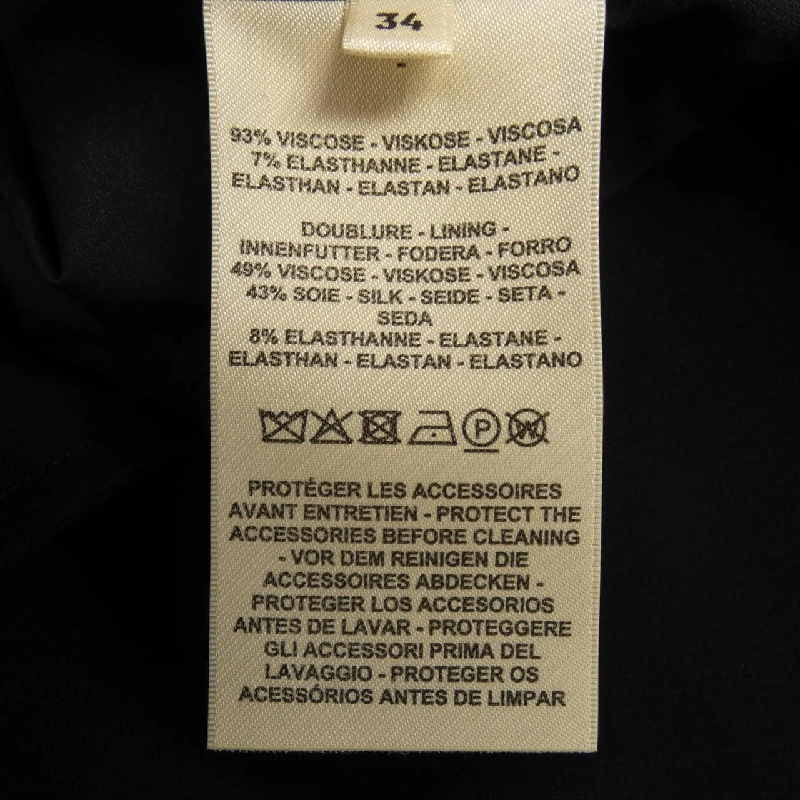 34
93% VISCOSE - VISKOSE - VISCOSA
7% ELASTHANNE - ELASTANE -
ELASTHAN - ELASTAN - ELASTANO
DOUBLURE - LINING -
INNENFUTTER - FODERA - FORRO
49% VISCOSE - VISKOSE - VISCOSA
43% SOIE - SILK - SEIDE - SETA -
SEDA
8% ELASTHANNE - ELASTANE -
ELASTHAN - ELASTAN - ELASTANO
P W
PROTÉGER LES ACCESSOIRES
AVANT ENTRETIEN - PROTECT THE
ACCESSORIES BEFORE CLEANING
- VOR DEM REINIGEN DIE
ACCESSOIRES ABDECKEN -
PROTEGER LOS ACCESORIOS
ANTES DE LAVAR - PROTEGGERE
GLI ACCESSORI PRIMA DEL
LAVAGGIO - PROTEGER OS
ACESSÓRIOS ANTES DE LIMPAR